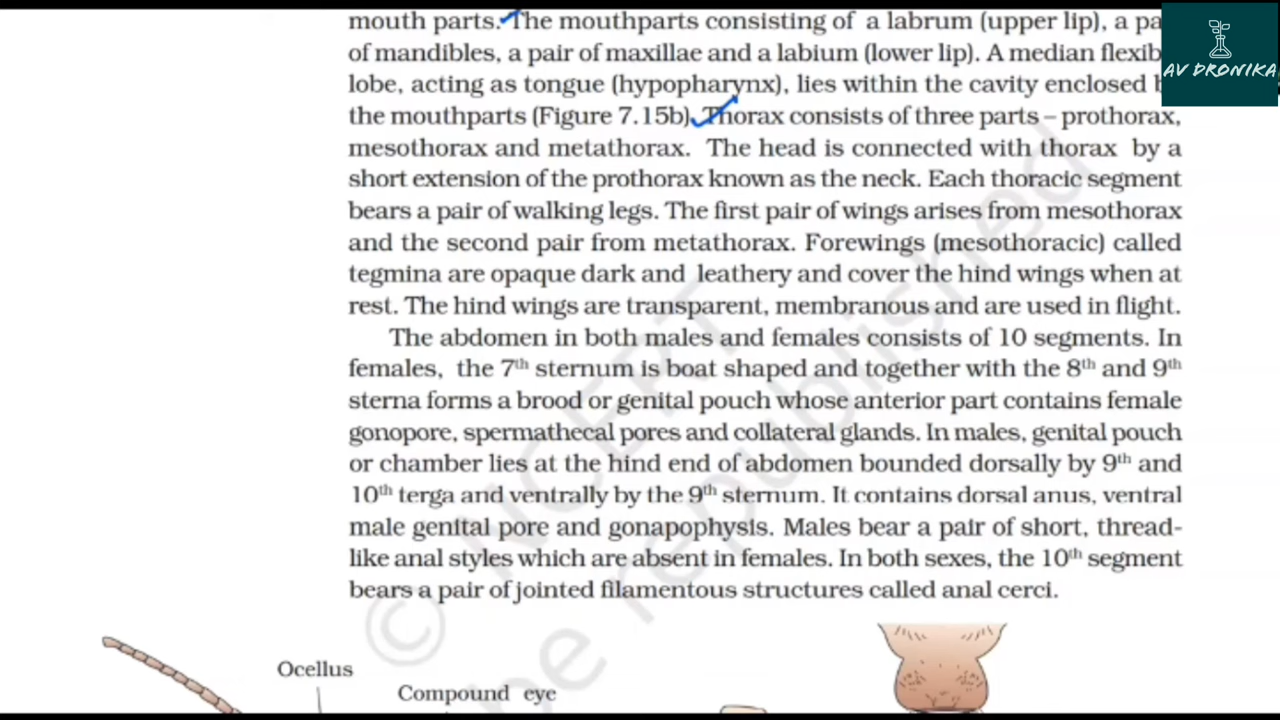 mouth parts. The mouthparts consisting of a labrum (upper lip), a
of mandibles, a pair of maxillae and a labium (lower lip). A median
lobe, acting as tongue (hypopharynx), lies within the cavity enclosed
the mouthparts (Figure 7.15b). Thorax consists of three parts – prothorax,
mesothorax and metathorax. The head is connected with thorax by a
short extension of the prothorax known as the neck. Each thoracic segment
bears a pair of walking legs. The first pair of wings arises from mesothorax
and the second pair from metathorax. Forewings (mesothoracic) called
tegmina are opaque dark and leathery and cover the hind wings when at
rest. The hind wings are transparent, membranous and are used in flight.
The abdomen in both males and females consists of 10 segments. In
females, the 7th sternum is boat shaped and together with the 8th and 9th
sterna forms a brood or genital pouch whose anterior part contains female
gonopore, spermathecal pores and collateral glands. In males, genital pouch
or chamber lies at the hind end of abdomen bounded dorsally by 9th and
10th terga and ventrally by the 9th sternum. It contains dorsal anus, ventral
male genital pore and gonapophysis. Males bear a pair of short, thread-
like anal styles which are absent in females. In both sexes, the 10th segment
bears a pair of jointed filamentous structures called anal cerci.
Ocellus
Compound eye
AV DRONIKA
© NCERT
be republished